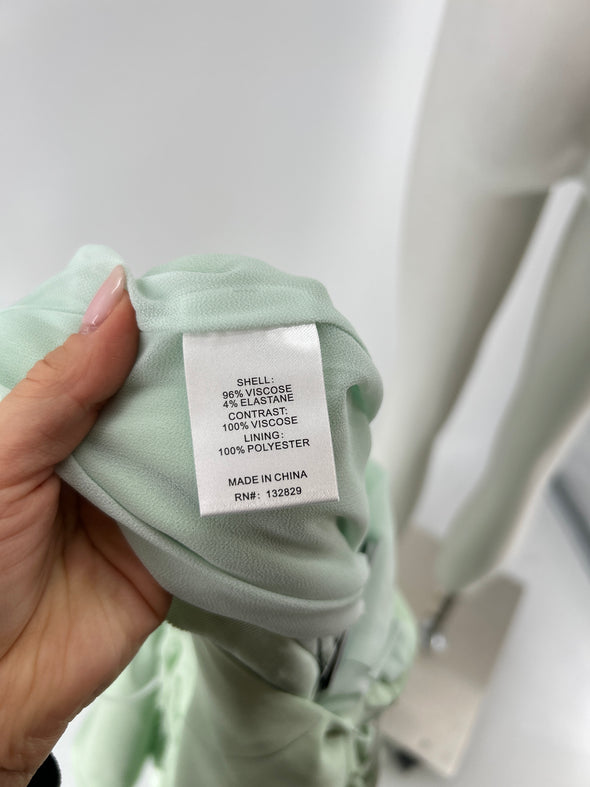 SHELL:
96% VISCOSE
4% ELASTANE
CONTRAST:
100% VISCOSE
LINING:
100% POLYESTER
MADE IN CHINA
RN#: 132829